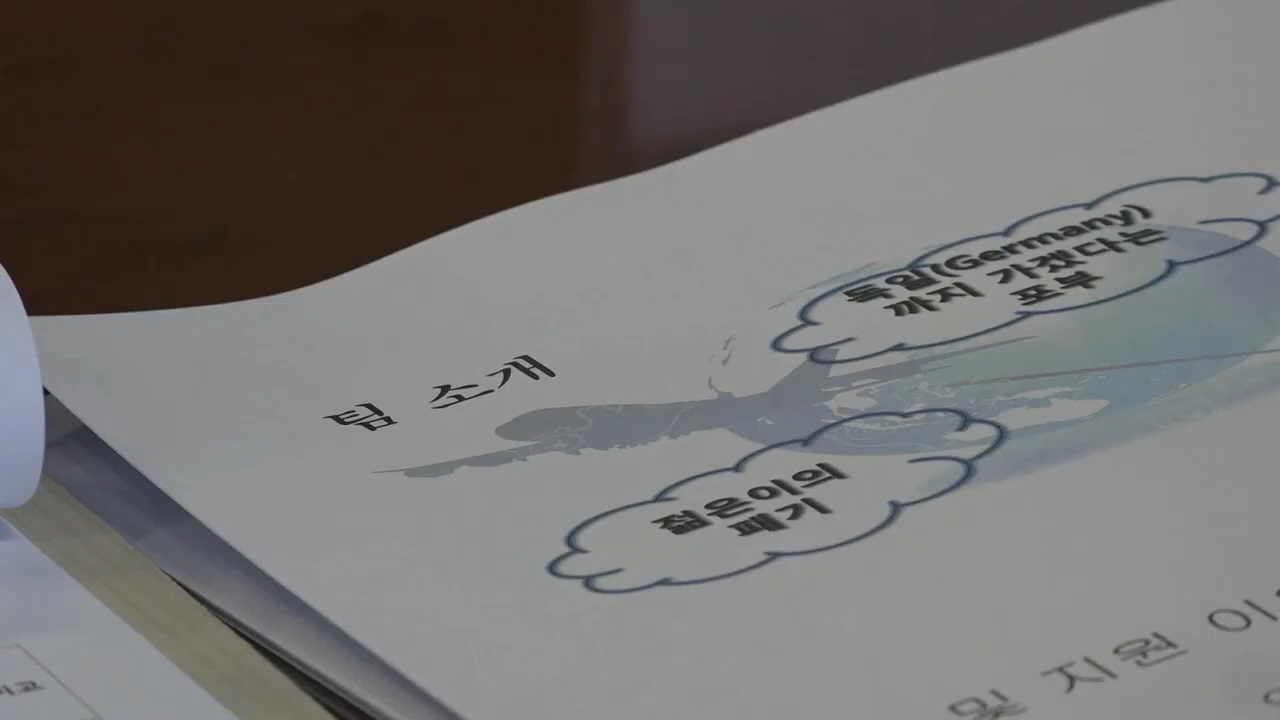 팀 소개
독일(Germany)
까지 가겠다는
포부
젊은이의
패기
및 지원